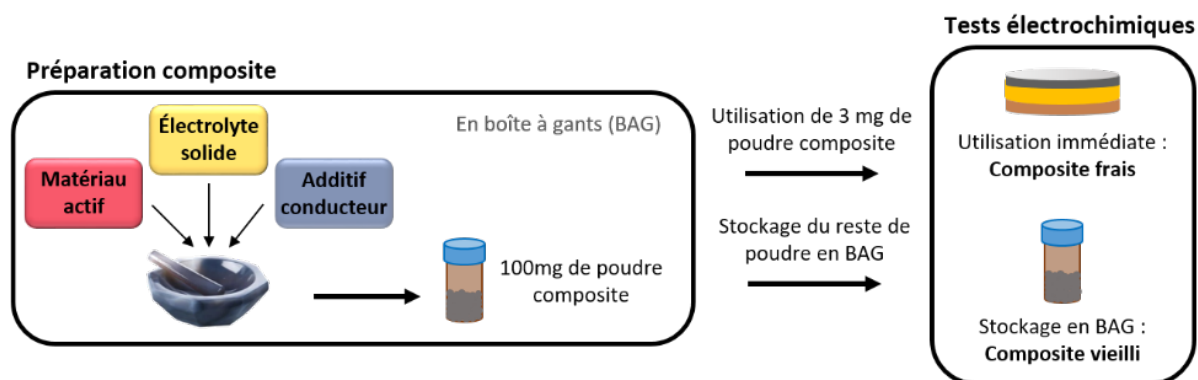 Préparation composite
Matériau
actif
Électrolyte
solide
Additif
conducteur
En boîte à gants (BAG)
100mg de poudre
composite
Utilisation de 3 mg de
poudre composite
Stockage du reste de
poudre en BAG
Tests électrochimiques
Utilisation immédiate :
Composite frais
Stockage en BAG :
Composite vieilli